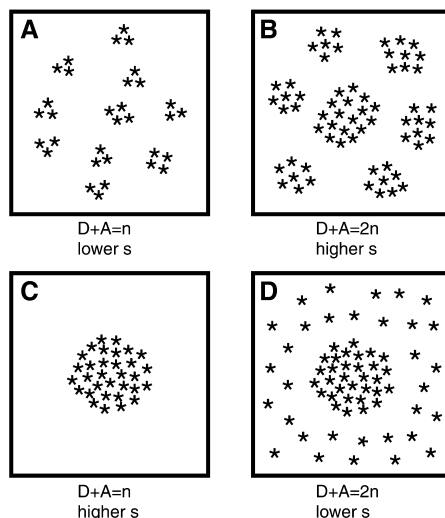 A
B
D+A=n
lower s
D+A=2n
higher s
C
D
D+A=n
higher s
D+A=2n
lower s